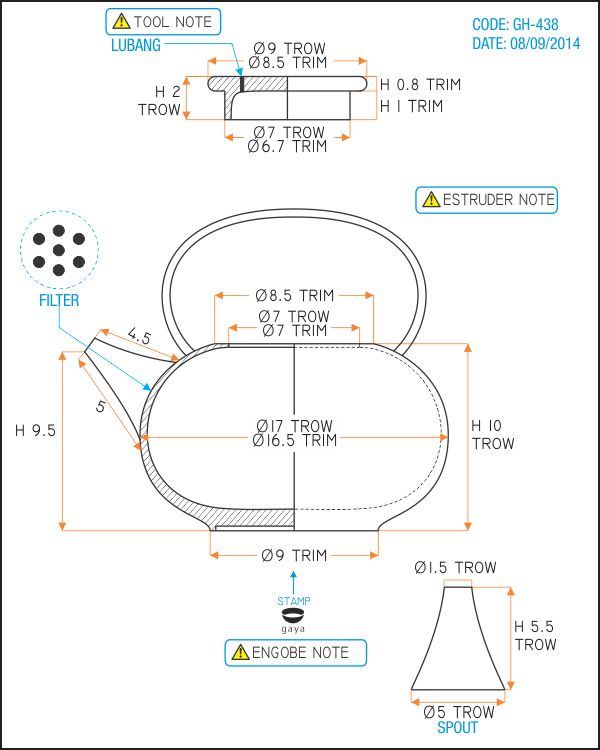 TOOL NOTE
CODE: GH-438
DATE: 08/09/2014
LUBANG
Ø9 TROW
Ø8.5 TRIM
H 2
TROW
H 0.8 TRIM
H 1 TRIM
Ø7 TROW
Ø6.7 TRIM
ESTRUDER NOTE
FILTER
Ø8.5 TRIM
Ø7 TROW
Ø7 TRIM
4.5
5
H 9.5
Ø17 TROW
Ø16.5 TRIM
H 10
TROW
Ø9 TRIM
STAMP
gaya
ENGOBE NOTE
Ø1.5 TROW
H 5.5
TROW
Ø5 TROW
SPOUT